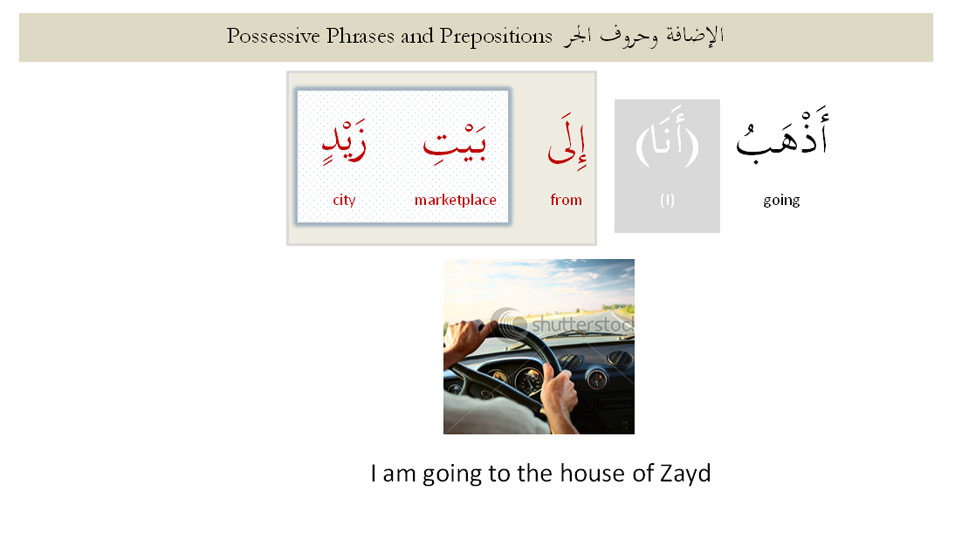 Possessive Phrases and Prepositions الإضافة وحروف الجر
أَذْهَبُ (أَنَا) إِلَى بَيْتِ زَيْدٍ
going (I) from marketplace city
shutterstock
I am going to the house of Zayd